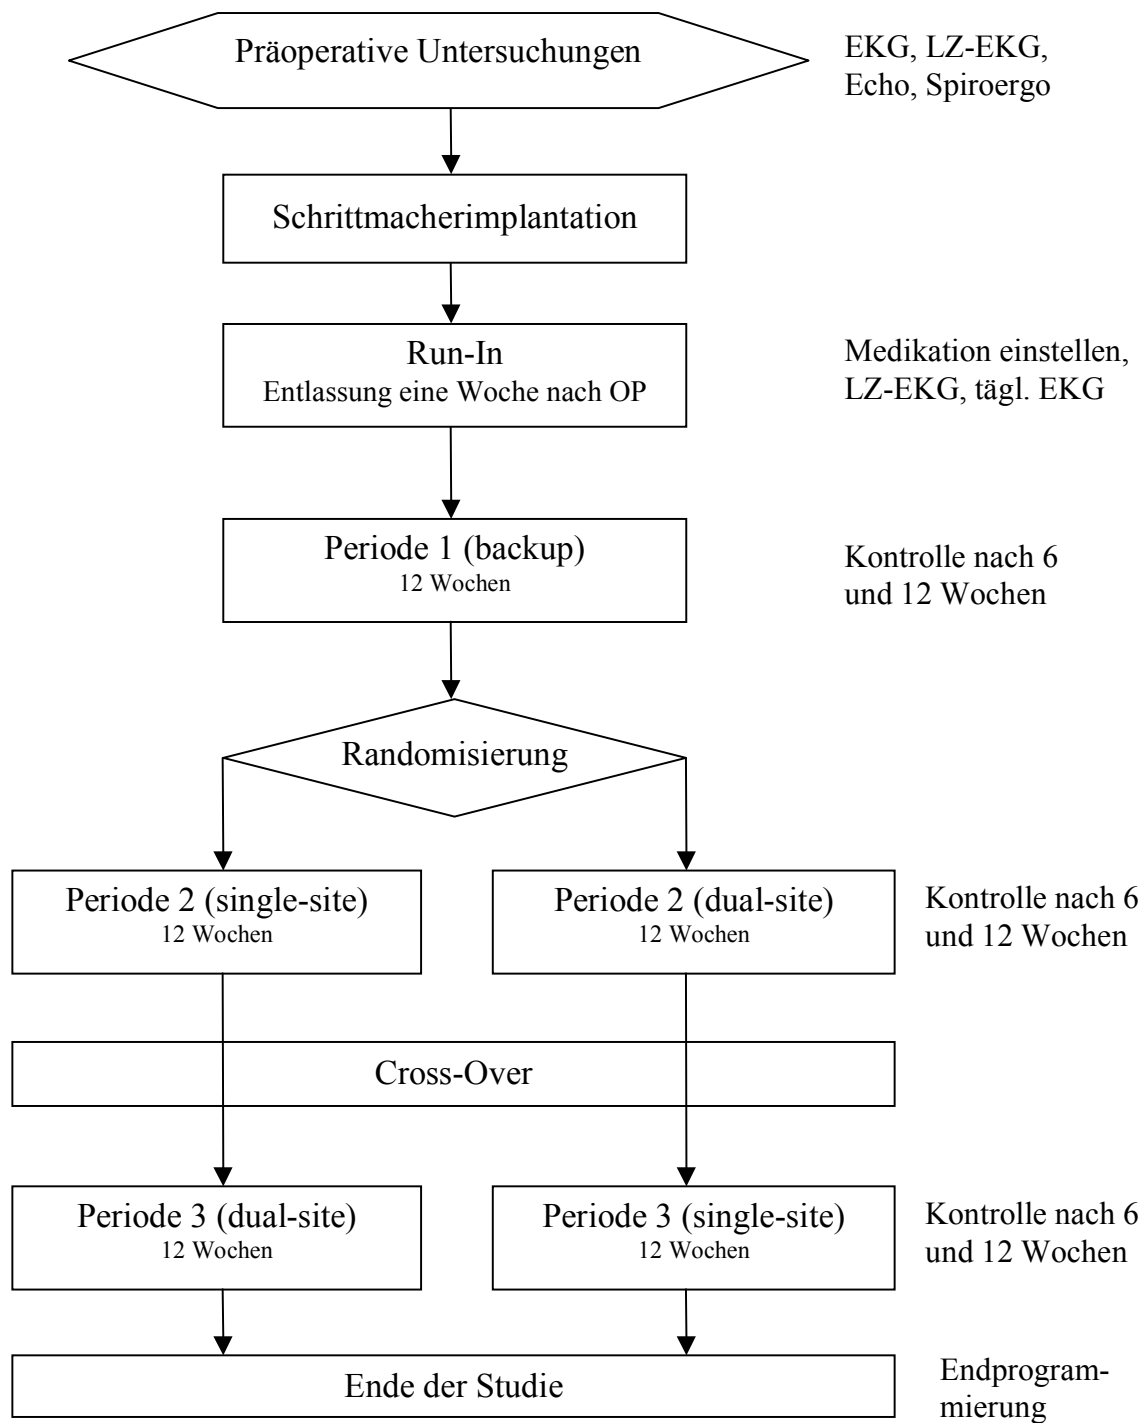 Präoperative Untersuchungen
EKG, LZ-EKG,
Echo, Spiroergo
Schrittmacherimplantation
Run-In
Entlassung eine Woche nach OP
Medikation einstellen,
LZ-EKG, tägl. EKG
Periode 1 (backup)
12 Wochen
Kontrolle nach 6
und 12 Wochen
Randomisierung
Periode 2 (single-site)
12 Wochen
Periode 2 (dual-site)
12 Wochen
Kontrolle nach 6
und 12 Wochen
Cross-Over
Periode 3 (dual-site)
12 Wochen
Periode 3 (single-site)
12 Wochen
Kontrolle nach 6
und 12 Wochen
Ende der Studie
Endprogram-
mierung